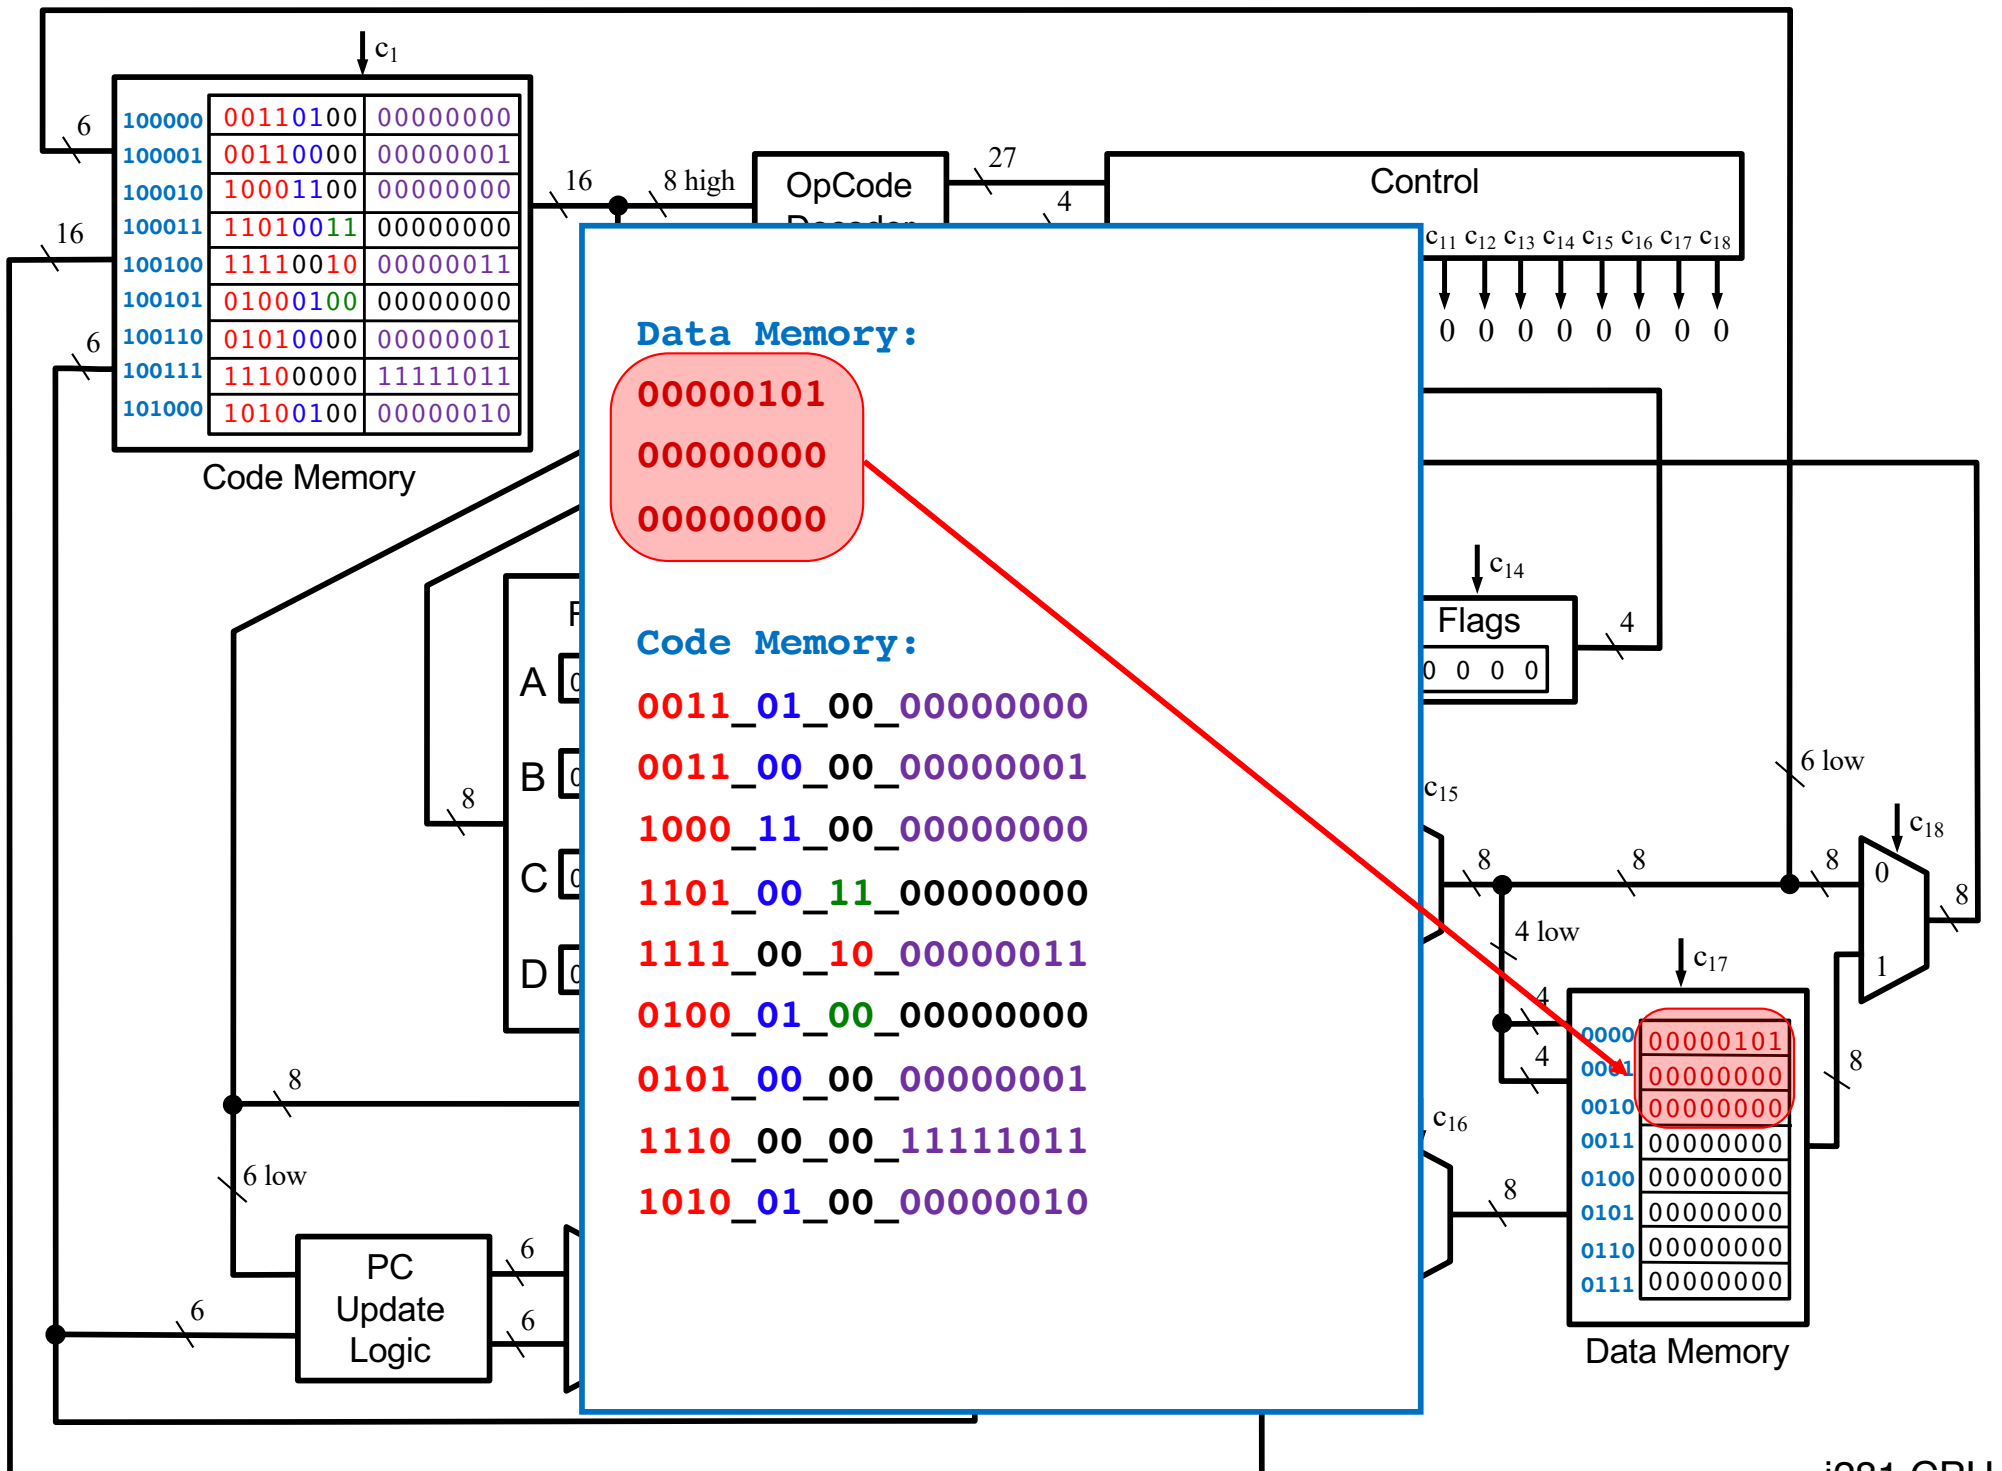 c1
6
100000 00110100 00000000
100001 00110000 00000001
100010 10001100 00000000
100011 11010011 00000000
100100 11110010 00000011
100101 01000100 00000000
100110 01010000 00000001
100111 11100000 11111011
101000 10100100 00000010
16
6
Code Memory
16
8 high
OpCode
27
4
Control
c11 c12 c13 c14 c15 c16 c17 c18
0 0 0 0 0 0 0 0
Data Memory:
00000101
00000000
00000000
Code Memory:
0011_01_00_00000000
0011_00_00_00000001
1000_11_00_00000000
1101_00_11_00000000
1111_00_10_00000011
0100_01_00_00000000
0101_00_00_00000001
1110_00_00_11111011
1010_01_00_00000010
A
B
C
D
8
8
6 low
PC
Update
Logic
6
6
6
c14
Flags
0 0 0 0
4
6 low
c15
c18
8
8
8
0
1
8
4 low
c17
4
4
8
c16
8
0000 00000101
0001 00000000
0010 00000000
0011 00000000
0100 00000000
0101 00000000
0110 00000000
0111 00000000
Data Memory